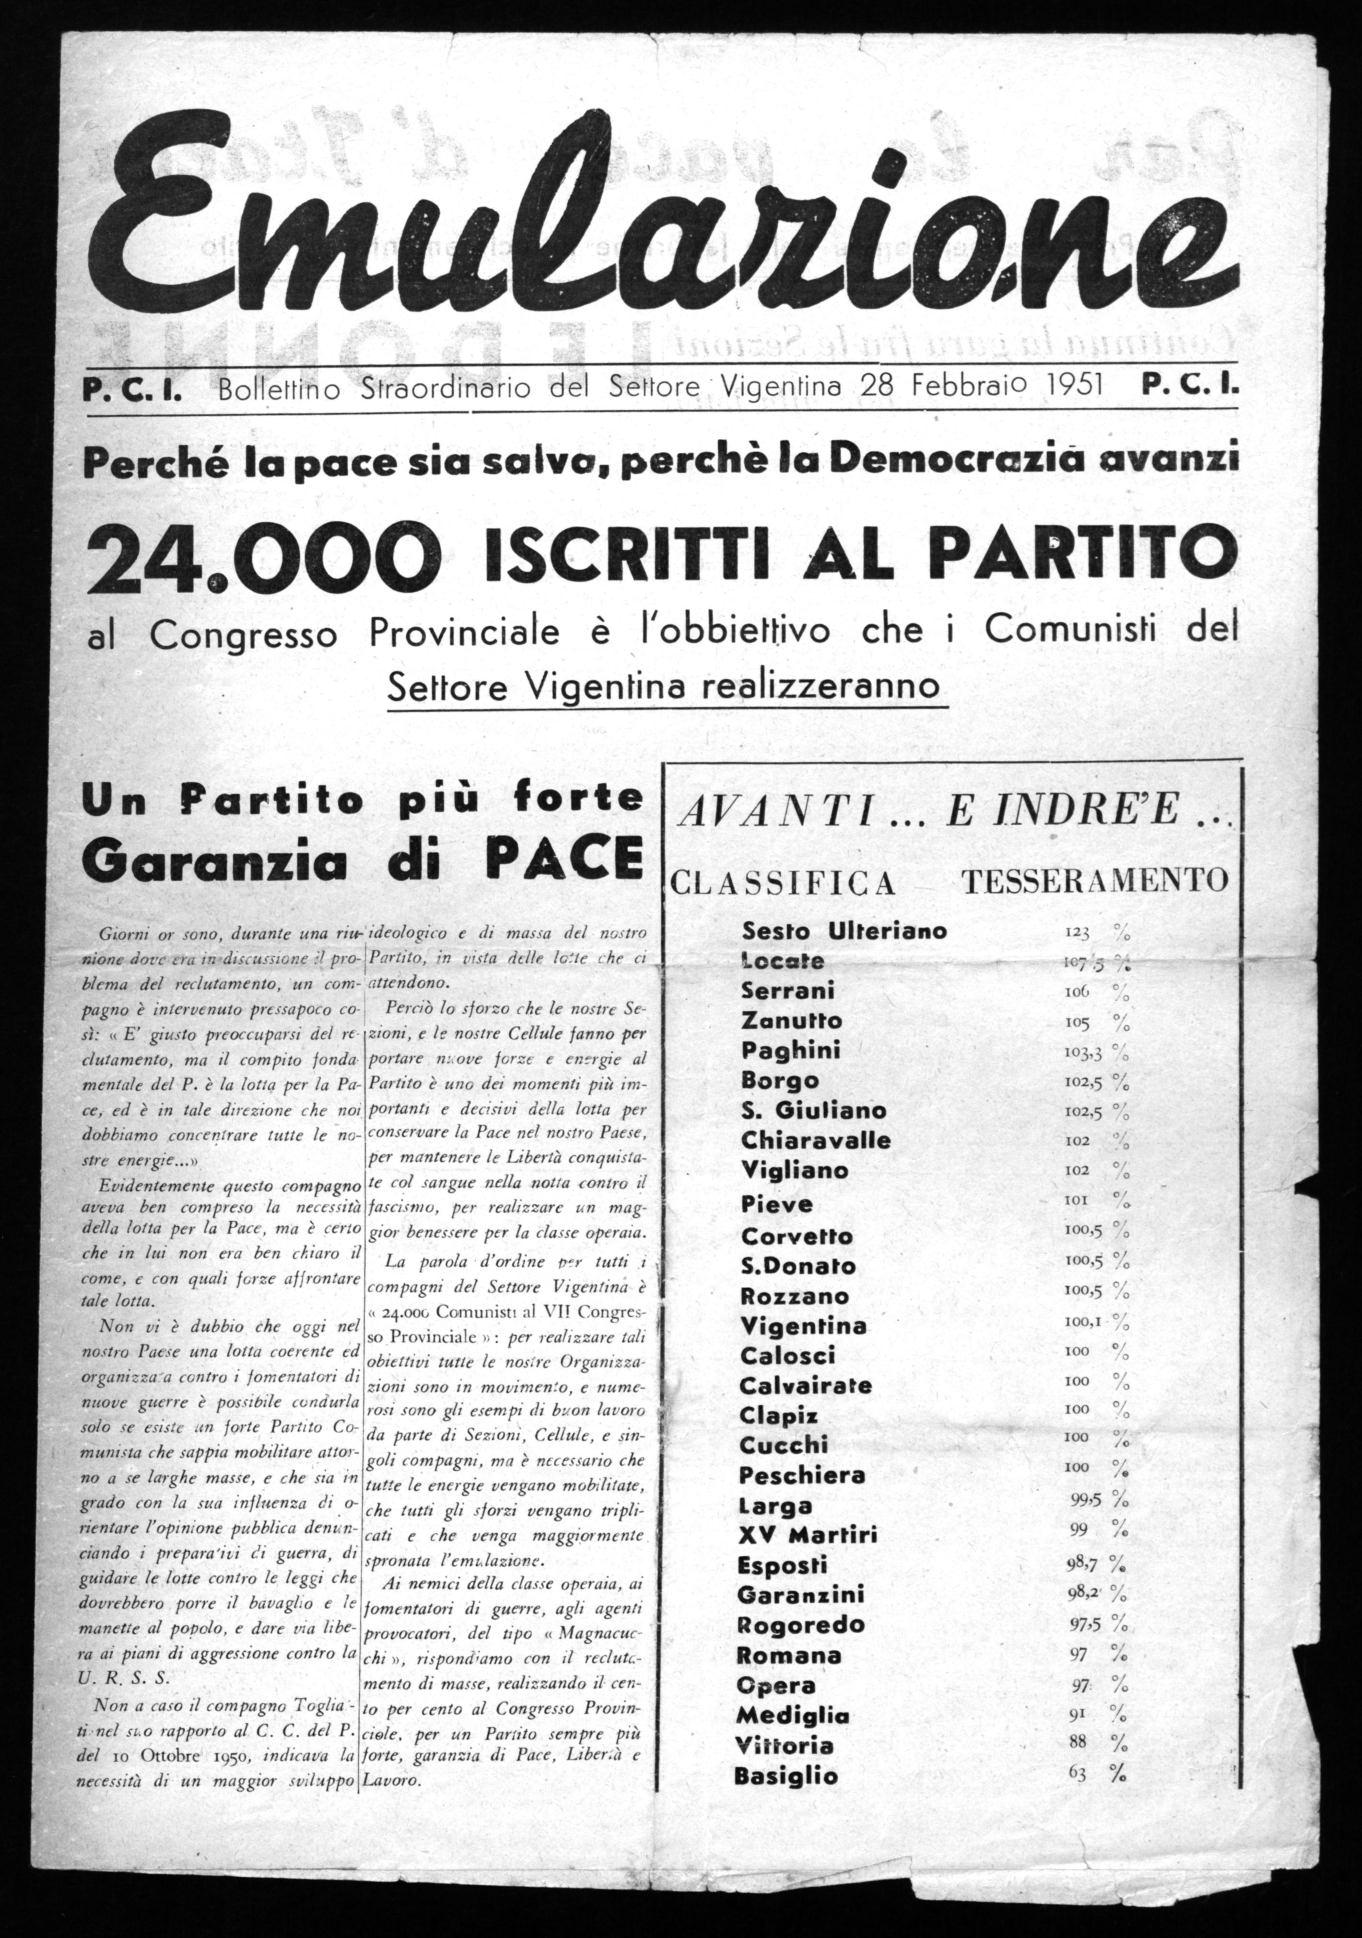 Emulazione
P. C. I. Bollettino Straordinario del Settore Vigentina 28 Febbraio 1951 P. C. I.
Perché la pace sia salva, perchè la Democrazia avanzi
24.000 ISCRITTI AL PARTITO
al Congresso Provinciale è l'obbiettivo che i Comunisti del
Settore Vigentina realizzeranno
Un Partito più forte
Garanzia di PACE
Giorni or sono, durante una riu-
nione dove era in discussione il pro-
blema del reclutamento, un com-
pagno è intervenuto pressapoco co-
sì: « E' giusto preoccuparsi del re-
clutamento, ma il compito fonda-
mentale del P. è la lotta per la Pa-
ce, ed è in tale direzione che noi
dobbiamo concentrare tutte le no-
stre energie...»
Evidentemente questo compagno
aveva ben compreso la necessità
della lotta per la Pace, ma è certo
che in lui non era ben chiaro il
come, e con quali forze affrontare
tale lotta.
Non vi è dubbio che oggi nel
nostro Paese una lotta coerente ed
organizzata contro i fomentatori di
nuove guerre è possibile condurla
solo se esiste un forte Partito Co-
munista che sappia mobilitare attor-
no a se larghe masse, e che sia in
grado con la sua influenza di o-
rientare l'opinione pubblica denun-
ciando i preparativi di guerra, di
guidare le lotte contro le leggi che
dovrebbero porre il bavaglio e le
manette al popolo, e dare via libe-
ra ai piani di aggressione contro la
U. R. S. S.
Non a caso il compagno Toglia-
ti nel suo rapporto al C. C. del P.
del 10 Ottobre 1950, indicava la
necessità di un maggior sviluppo
ideologico e di massa del nostro
Partito, in vista delle lotte che ci
attendono.
Perciò lo sforzo che le nostre Se-
zioni, e le nostre Cellule fanno per
portare nuove forze e energie al
Partito è uno dei momenti più im-
portanti e decisivi della lotta per
conservare la Pace nel nostro Paese,
per mantenere le Libertà conquista-
te col sangue nella notta contro il
fascismo, per realizzare un mag-
gior benessere per la classe operaia.
La parola d'ordine per tutti i
compagni del Settore Vigentina è
« 24.000 Comunisti al VII Congres-
so Provinciale » : per realizzare tali
obiettivi tutte le nostre Organizza-
zioni sono in movimento, e nume-
rosi sono gli esempi di buon lavoro
da parte di Sezioni, Cellule, e sin-
goli compagni, ma è necessario che
tutte le energie vengano mobilitate,
che tutti gli sforzi vengano tripli-
cati e che venga maggiormente
spronata l'emulazione.
Ai nemici della classe operaia, ai
fomentatori di guerre, agli agenti
provocatori, del tipo « Magnacuc-
chi », rispondiamo con il recluta-
mento di masse, realizzando il cen-
to per cento al Congresso Provin-
ciale, per un Partito sempre più
forte, garanzia di Pace, Libertà e
Lavoro.
AVANTI ... E INDRE'E ...
CLASSIFICA TESSERAMENTO
Sesto Ulteriano 123 %
Locate 107,5 %
Serrani 106 %
Zanutto 105 %
Paghini 103,3 %
Borgo 102,5 %
S. Giuliano 102,5 %
Chiaravalle 102 %
Vigliano 102 %
Pieve 101 %
Corvetto 100,5 %
S.Donato 100,5 %
Rozzano 100,5 %
Vigentina 100,1 %
Calosci 100 %
Calvairate 100 %
Clapiz 100 %
Cucchi 100 %
Peschiera 100 %
Larga 99,5 %
XV Martiri 99 %
Esposti 98,7 %
Garanzini 98,2 %
Rogoredo 97,5 %
Romana 97 %
Opera 97 %
Mediglia 91 %
Vittoria 88 %
Basiglio 63 %